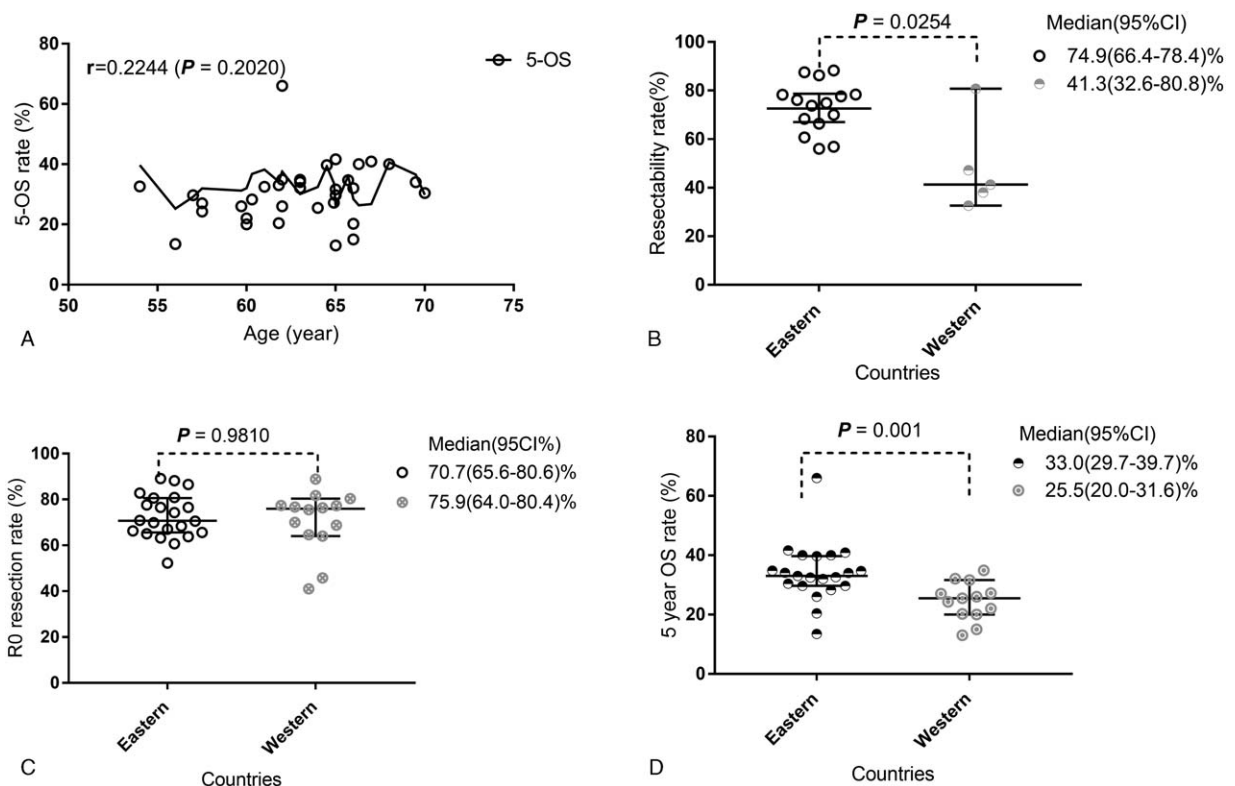 r=0.2244 (P = 0.2020)
5-OS
5-OS rate (%)
80
60
40
20
0
50 55 60 65 70 75
Age (year)
A
P = 0.0254
Median(95%CI)
74.9(66.4-78.4)%
41.3(32.6-80.8)%
Resectability rate(%)
100
80
60
40
20
0
Eastern
Western
Countries
B
P = 0.9810
Median(95CI%)
70.7(65.6-80.6)%
75.9(64.0-80.4)%
R0 resection rate (%)
100
80
60
40
20
0
Eastern
Western
Countries
C
P = 0.001
Median(95%CI)
33.0(29.7-39.7)%
25.5(20.0-31.6)%
5 year OS rate (%)
80
60
40
20
0
Eastern
Western
Countries
D